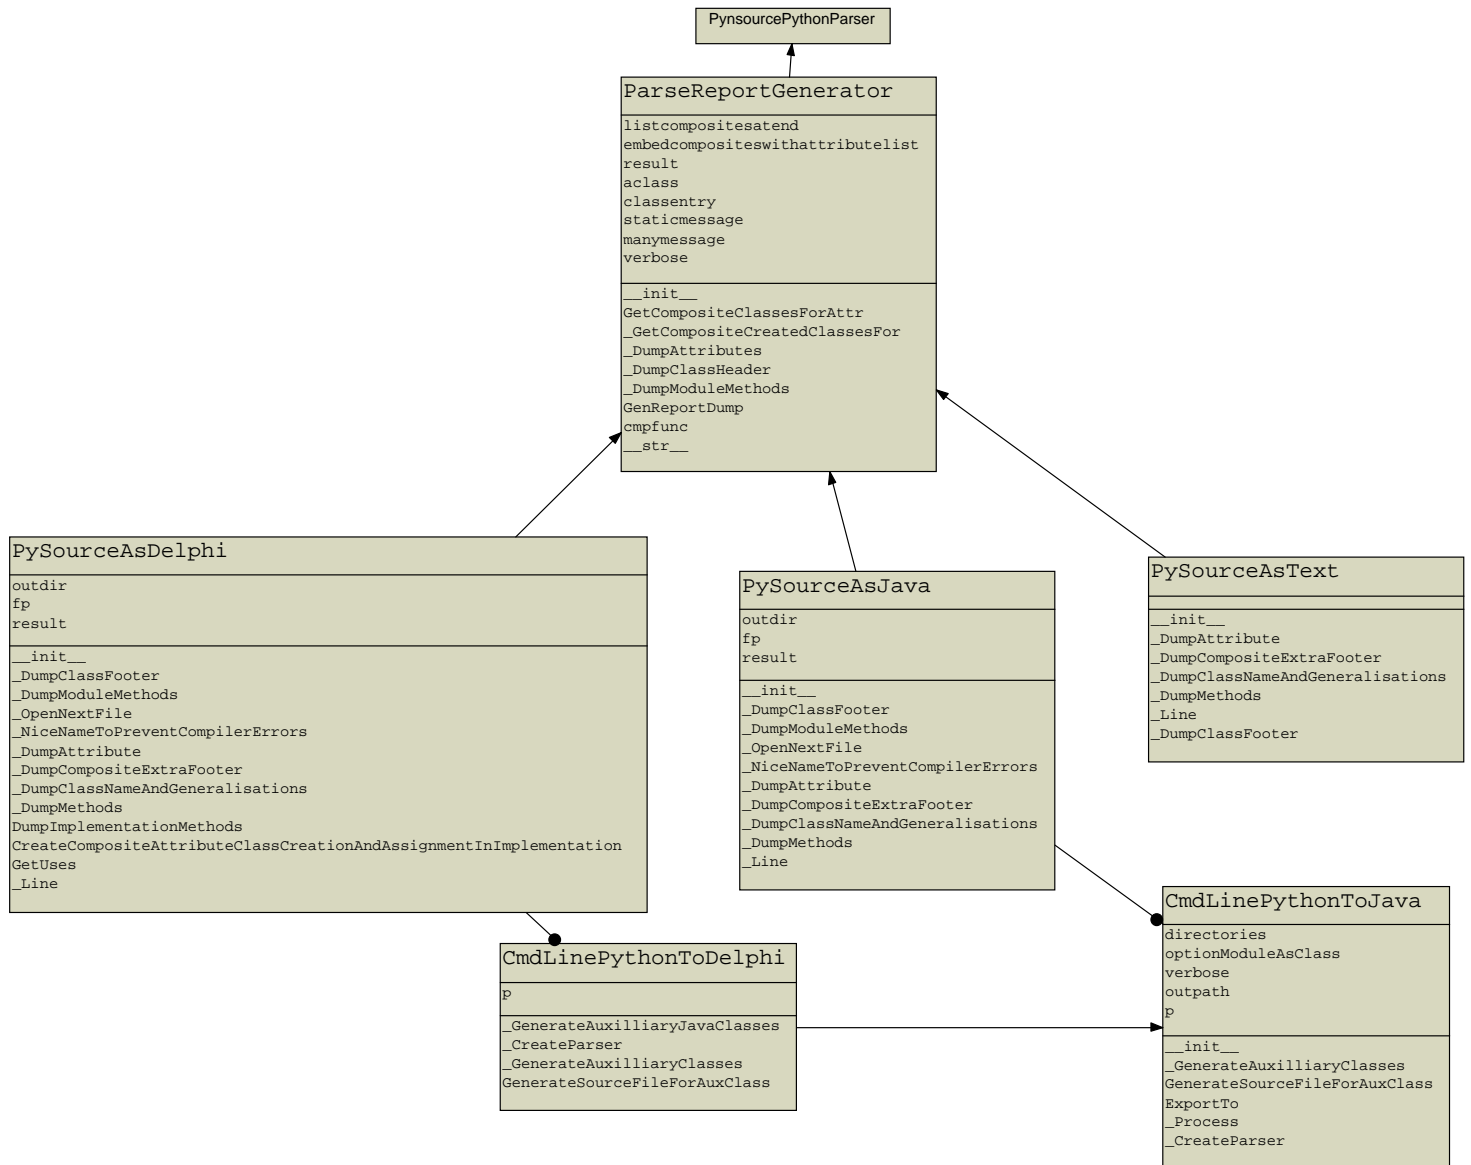 PynsourcePythonParser
ParseReportGenerator
listcompositesatend
embedcompositeswithattributelist
result
aclass
classentry
staticmessage
manymessage
verbose
__init__
GetCompositeClassesForAttr
_GetCompositeCreatedClassesFor
_DumpAttributes
_DumpClassHeader
_DumpModuleMethods
GenReportDump
cmpfunc
__str__
PySourceAsDelphi
outdir
fp
result
__init__
_DumpClassFooter
_DumpModuleMethods
_OpenNextFile
_NiceNameToPreventCompilerErrors
_DumpAttribute
_DumpCompositeExtraFooter
_DumpClassNameAndGeneralisations
_DumpMethods
DumpImplementationMethods
CreateCompositeAttributeClassCreationAndAssignmentInImplementation
GetUses
_Line
PySourceAsJava
outdir
fp
result
__init__
_DumpClassFooter
_DumpModuleMethods
_OpenNextFile
_NiceNameToPreventCompilerErrors
_DumpAttribute
_DumpCompositeExtraFooter
_DumpClassNameAndGeneralisations
_DumpMethods
_Line
PySourceAsText
__init__
_DumpAttribute
_DumpCompositeExtraFooter
_DumpClassNameAndGeneralisations
_DumpMethods
_Line
_DumpClassFooter
CmdLinePythonToDelphi
p
_GenerateAuxilliaryJavaClasses
_CreateParser
_GenerateAuxilliaryClasses
GenerateSourceFileForAuxClass
CmdLinePythonToJava
directories
optionModuleAsClass
verbose
outpath
p
__init__
_GenerateAuxilliaryClasses
GenerateSourceFileForAuxClass
ExportTo
_Process
_CreateParser